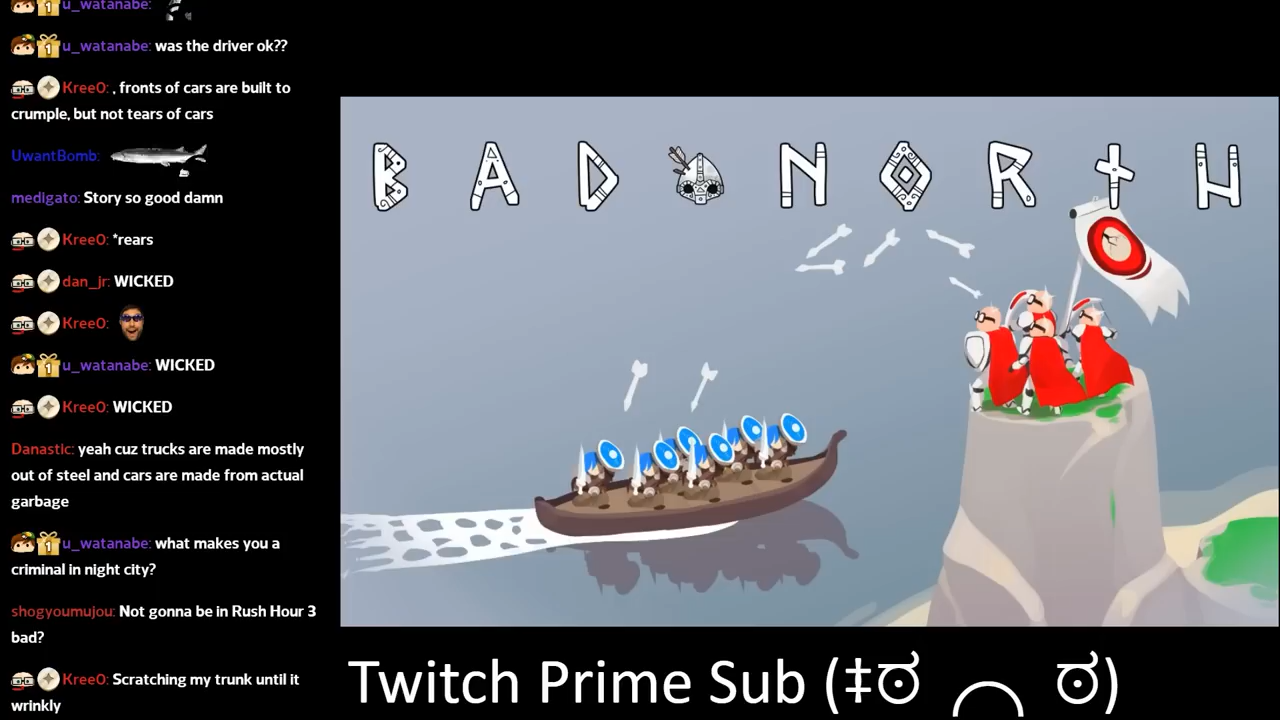 u_watanabe:
u_watanabe: was the driver ok??
KreeO: , fronts of cars are built to
crumple, but not tears of cars
UwantBomb:
medigato: Story so good damn
KreeO: *rears
dan_jr: WICKED
KreeO:
u_watanabe: WICKED
KreeO: WICKED
Danastic: yeah cuz trucks are made mostly
out of steel and cars are made from actual
garbage
u_watanabe: what makes you a
criminal in night city?
shogyoumujou: Not gonna be in Rush Hour 3
bad?
KreeO: Scratching my trunk until it
wrinkly
BAD NORTH
Twitch Prime Sub (‡ಠ ⁔ ಠ)